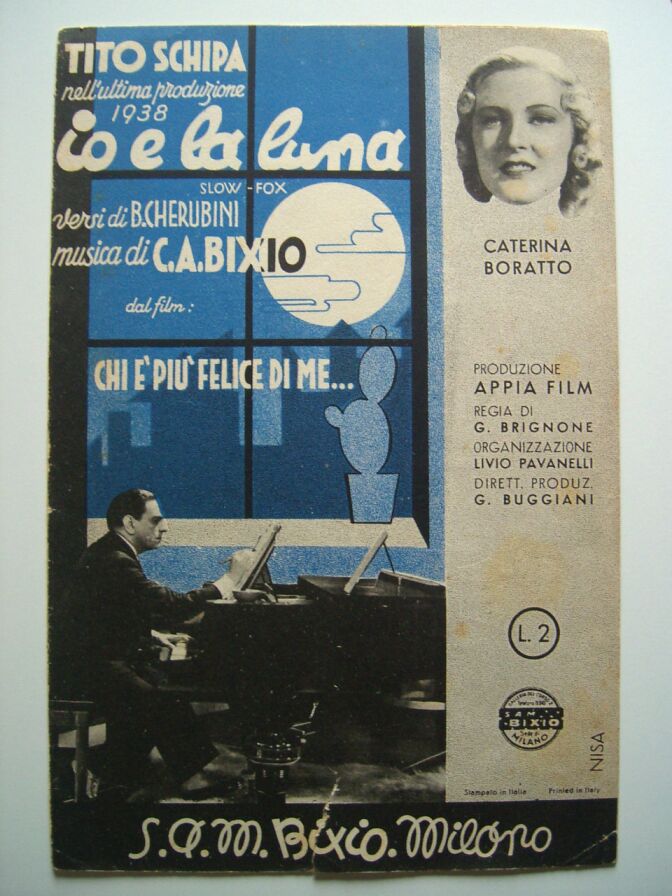 TITO SCHIPA
nell'ultima produzione
1938
io e la luna
SLOW-FOX
versi di B.CHERUBINI
musica di C.A.BIXIO
dal film:
CHI E' PIU' FELICE DI ME...
CATERINA
BORATTO
PRODUZIONE
APPIA FILM
REGIA DI
G. BRIGNONE
ORGANIZZAZIONE
LIVIO PAVANELLI
DIRETT. PRODUZ.
G. BUGGIANI
L. 2
S.A.M.
BIXIO
MILANO
NISA
Stampato in Italia Printed in Italy
S.A.M. Bixio. Milano